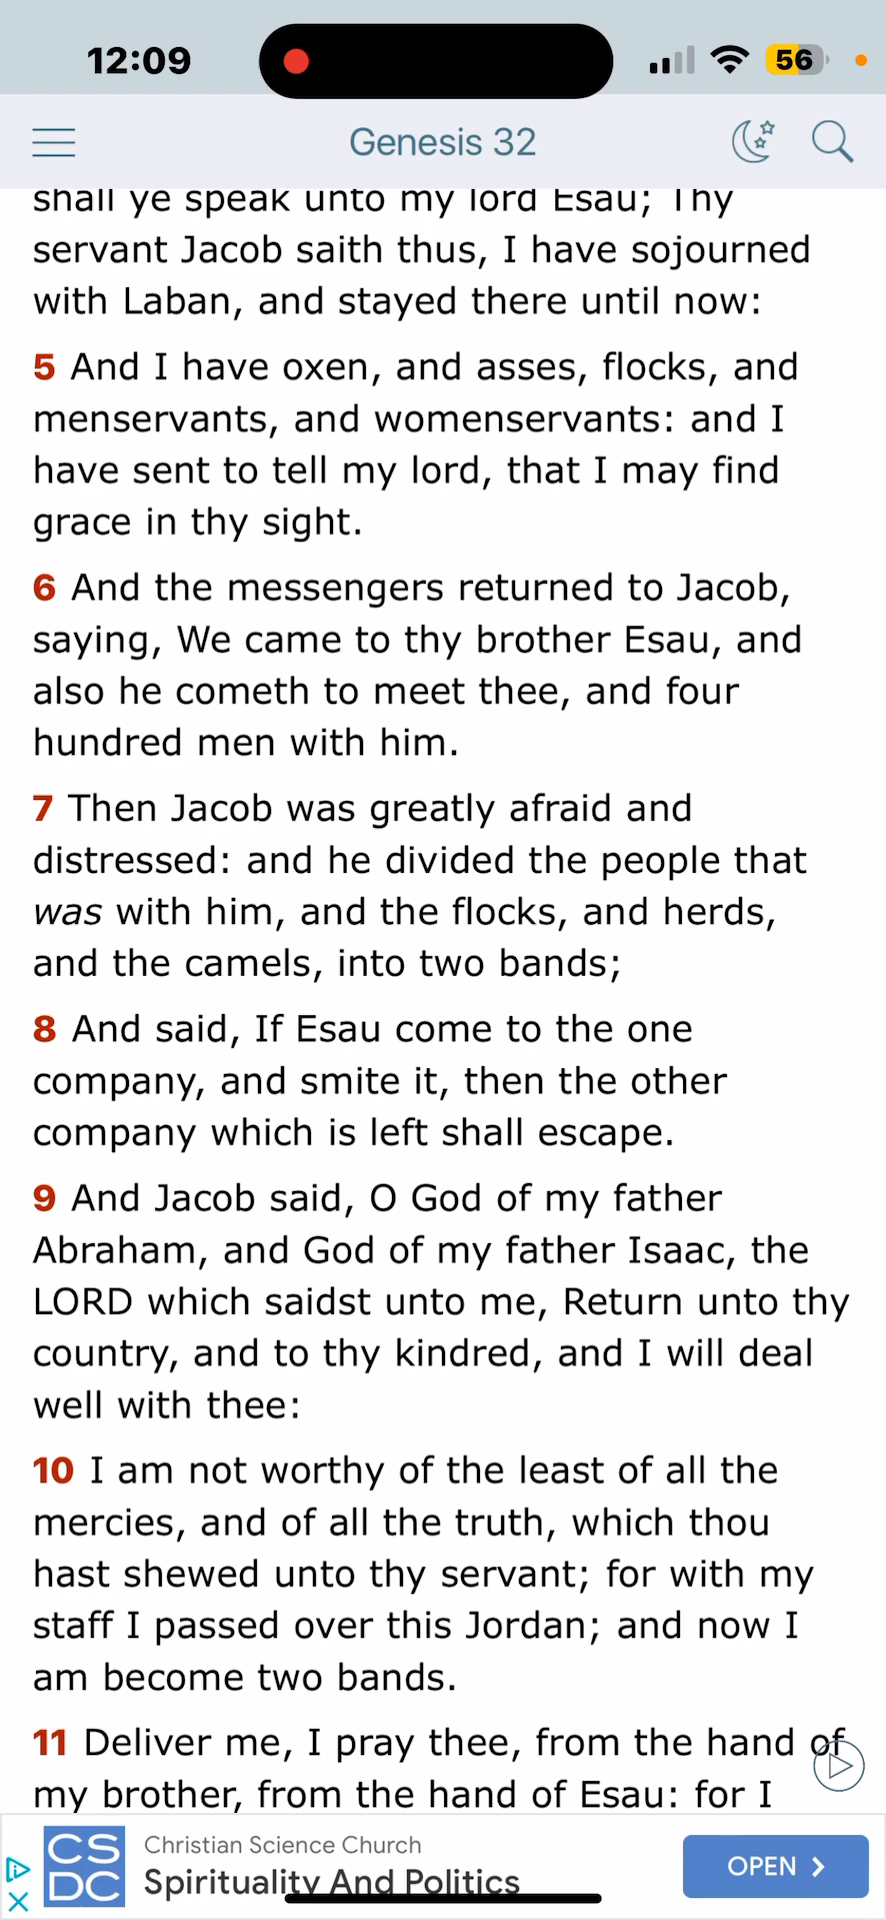 12:09
56
Genesis 32
shall ye speak unto my lord Esau; Thy
servant Jacob saith thus, I have sojourned
with Laban, and stayed there until now:
5 And I have oxen, and asses, flocks, and
menservants, and womenservants: and I
have sent to tell my lord, that I may find
grace in thy sight.
6 And the messengers returned to Jacob,
saying, We came to thy brother Esau, and
also he cometh to meet thee, and four
hundred men with him.
7 Then Jacob was greatly afraid and
distressed: and he divided the people that
was with him, and the flocks, and herds,
and the camels, into two bands;
8 And said, If Esau come to the one
company, and smite it, then the other
company which is left shall escape.
9 And Jacob said, O God of my father
Abraham, and God of my father Isaac, the
LORD which saidst unto me, Return unto thy
country, and to thy kindred, and I will deal
well with thee:
10 I am not worthy of the least of all the
mercies, and of all the truth, which thou
hast shewed unto thy servant; for with my
staff I passed over this Jordan; and now I
am become two bands.
11 Deliver me, I pray thee, from the hand of
my brother, from the hand of Esau: for I
CS
DC
Christian Science Church
Spirituality And Politics
OPEN